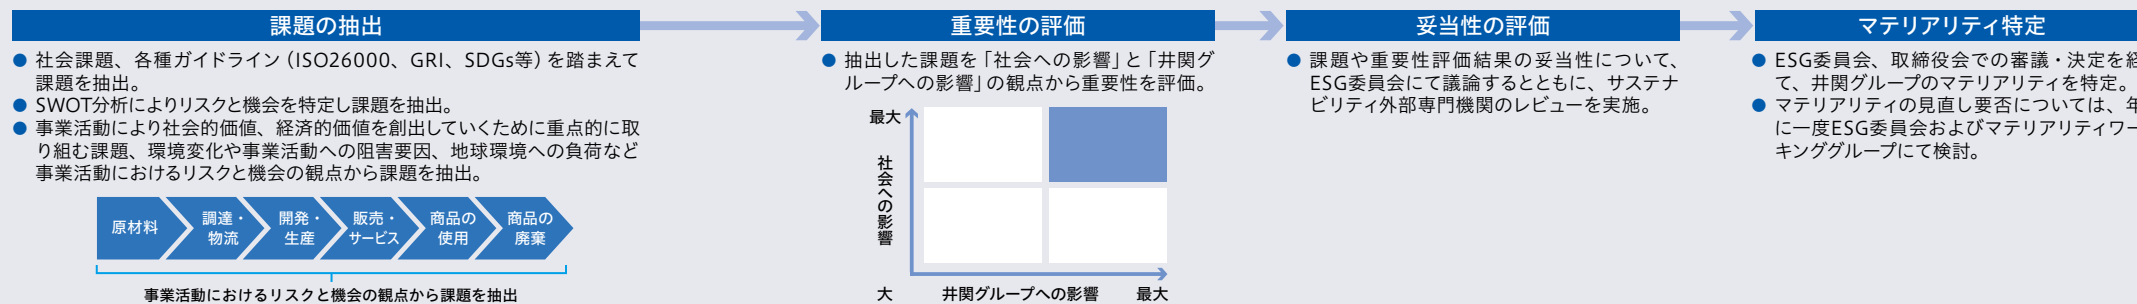 課題の抽出
● 社会課題、各種ガイドライン(ISO26000、GRI、SDGs等)を踏まえて
課題を抽出。
● SWOT分析によりリスクと機会を特定し課題を抽出。
● 事業活動により社会的価値、経済的価値を創出していくために重点的に取
り組む課題、環境変化や事業活動への阻害要因、地球環境への負荷など
事業活動におけるリスクと機会の観点から課題を抽出。
原材料
調達・
物流
開発・
生産
販売・
サービス
商品の
使用
商品の
廃棄
事業活動におけるリスクと機会の観点から課題を抽出
重要性の評価
● 抽出した課題を「社会への影響」と「井関グ
ループへの影響」の観点から重要性を評価。
最大
社会への影響
大
井関グループへの影響
最大
妥当性の評価
● 課題や重要性評価結果の妥当性について、
ESG委員会にて議論するとともに、サステナ
ビリティ外部専門機関のレビューを実施。
マテリアリティ特定
● ESG委員会、取締役会での審議・決定を経
て、井関グループのマテリアリティを特定。
● マテリアリティの見直し要否については、年
に一度ESG委員会およびマテリアリティワー
キンググループにて検討。